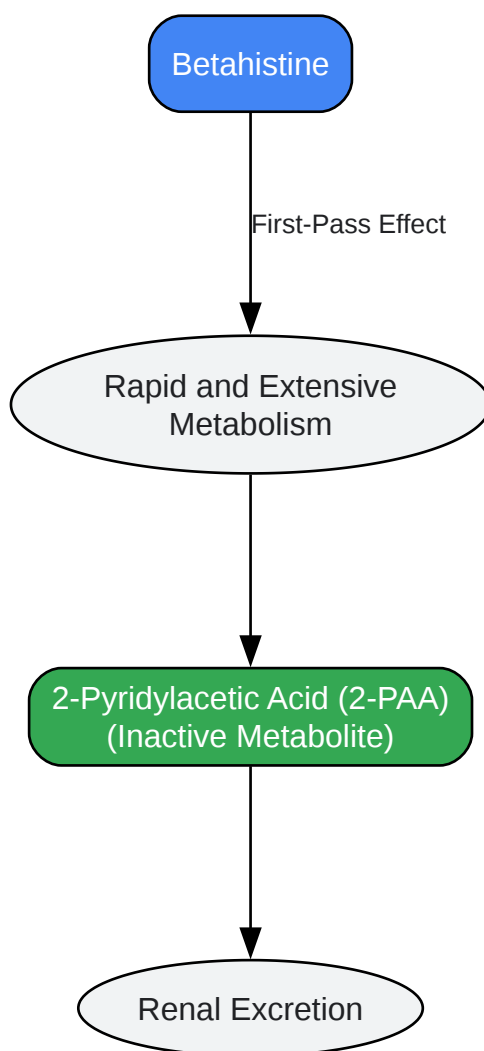 Betahistine
First-Pass Effect
Rapid and Extensive
Metabolism
2-Pyridylacetic Acid (2-PAA)
(Inactive Metabolite)
Renal Excretion